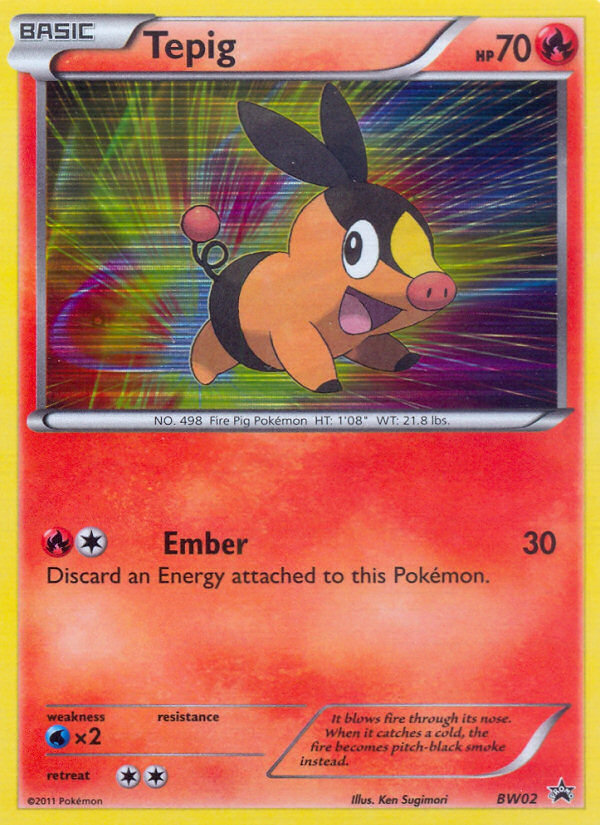 BASIC
Tepig
HP70
NO. 498 Fire Pig Pokémon HT: 1'08" WT: 21.8 lbs.
Ember 30
Discard an Energy attached to this Pokémon.
weakness resistance
×2
It blows fire through its nose.
When it catches a cold, the
fire becomes pitch-black smoke
instead.
retreat
©2011 Pokémon
Illus. Ken Sugimori
BW02
PROMO